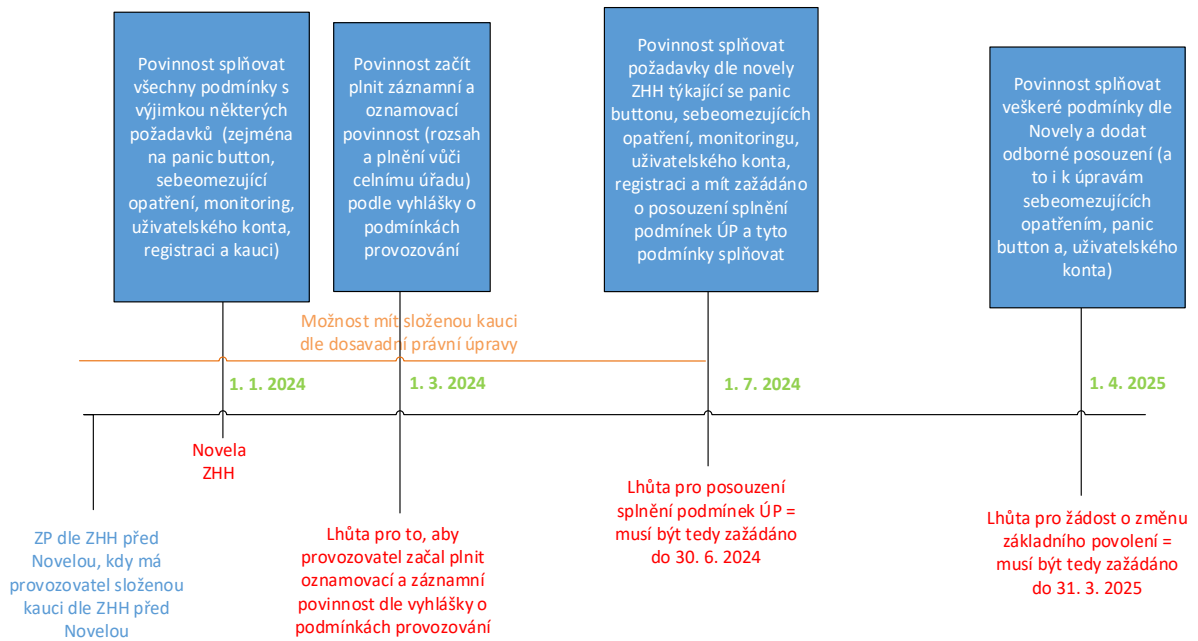 Povinnost splňovat
všechny podmínky s
výjimkou některých
požadavků (zejména
na panic button,
sebeomezující
opatření, monitoring,
uživatelského konta,
registraci a kauci)
Povinnost začít
plnit záznamní a
oznamovací
povinnost (rozsah
a plnění vůči
celnímu úřadu)
podle vyhlášky o
podmínkách
provozování
Povinnost splňovat
požadavky dle novely
ZHH týkající se panic
buttonu, sebeomezujících
opatření, monitoringu,
uživatelského konta,
registraci a mít zažádáno
o posouzení splnění
podmínek ÚP a tyto
podmínky splňovat
Povinnost splňovat
veškeré podmínky dle
Novely a dodat
odborné posouzení (a
to i k úpravám
sebeomezujících
opatřením, panic
button a, uživatelského
konta)
Možnost mít složenou kauci
dle dosavadní právní úpravy
1. 1. 2024
1. 3. 2024
1. 7. 2024
1. 4. 2025
Novela
ZHH
ZP dle ZHH před
Novelou, kdy má
provozovatel složenou
kauci dle ZHH před
Novelou
Lhůta pro to, aby
provozovatel začal plnit
oznamovací a záznamní
povinnost dle vyhlášky o
podmínkách provozování
Lhůta pro posouzení
splnění podmínek ÚP =
musí být tedy zažádáno
do 30. 6. 2024
Lhůta pro žádost o změnu
základního povolení =
musí být tedy zažádáno
do 31. 3. 2025